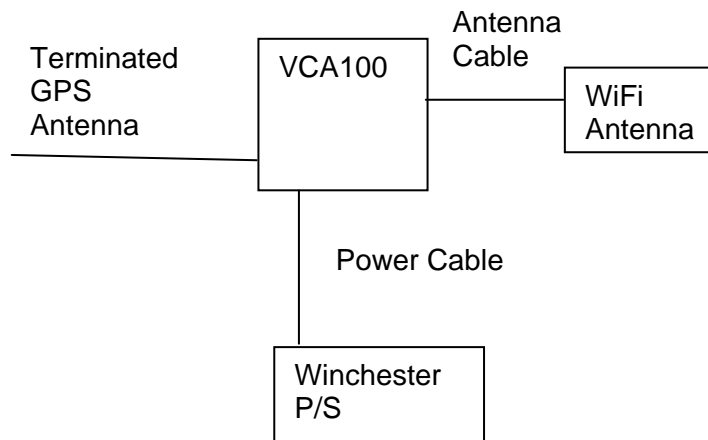 Terminated
GPS
Antenna
VCA100
Antenna
Cable
WiFi
Antenna
Power Cable
Winchester
P/S